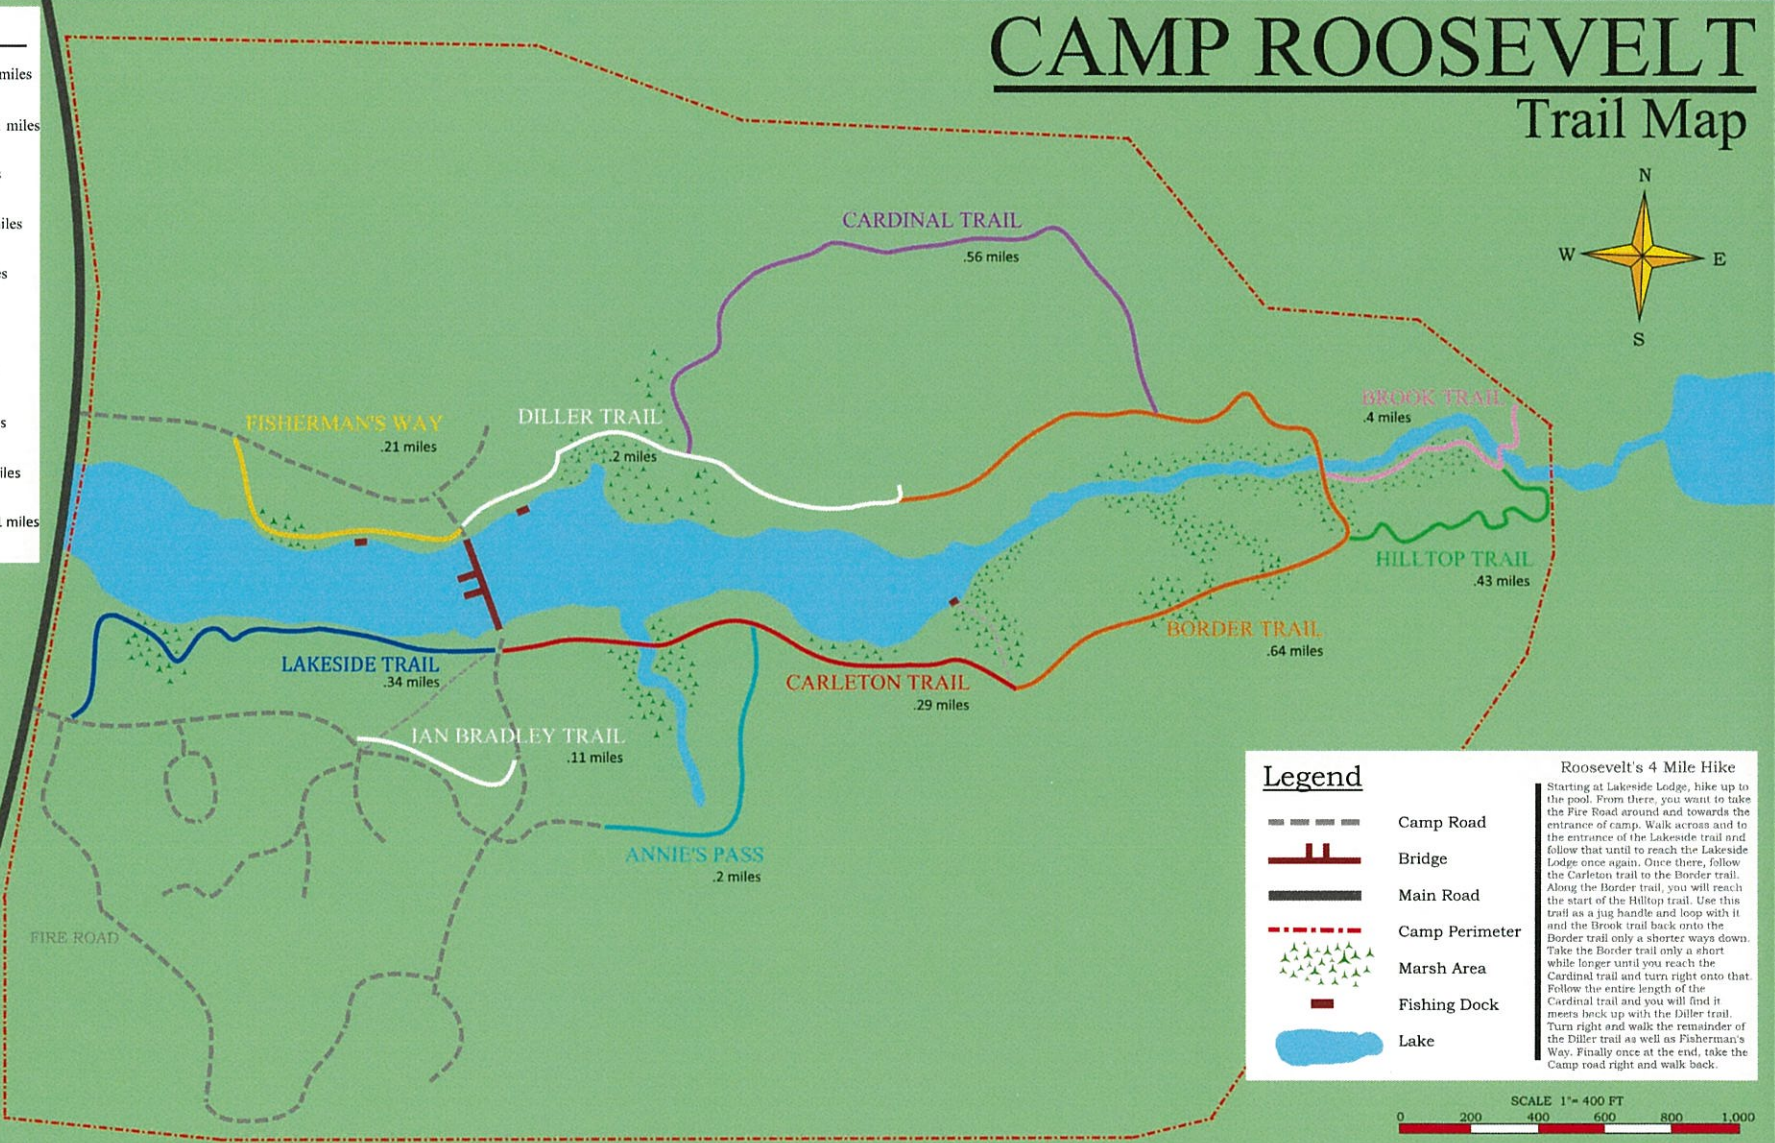 CAMP ROOSEVELT
Trail Map
miles
miles
iles
es
s
iles
1 miles
N
W
E
S
CARDINAL TRAIL
.56 miles
BROOK TRAIL
.4 miles
FISHERMAN'S WAY
.21 miles
DILLER TRAIL
.2 miles
HILLTOP TRAIL
.43 miles
BORDER TRAIL
.64 miles
LAKESIDE TRAIL
.34 miles
CARLETON TRAIL
.29 miles
IAN BRADLEY TRAIL
.11 miles
ANNIE'S PASS
.2 miles
FIRE ROAD
Legend
Camp Road
Bridge
Main Road
Camp Perimeter
Marsh Area
Fishing Dock
Lake
Roosevelt's 4 Mile Hike
Starting at Lakeside Lodge, hike up to
the pool. From there, you want to take
the Fire Road around and towards the
entrance of camp. Walk across and to
the entrance of the Lakeside trail and
follow that until to reach the Lakeside
Lodge once again. Once there, follow
the Carleton trail to the Border trail.
Along the Border trail, you will reach
the start of the Hilltop trail. Use this
trail as a jug handle and loop with it
and the Brook trail back onto the
Border trail only a shorter ways down.
Take the Border trail only a short
while longer until you reach the
Cardinal trail and turn right onto that.
Follow the entire length of the
Cardinal trail and you will find it
meets back up with the Diller trail.
Turn right and walk the remainder of
the Diller trail as well as Fisherman's
Way. Finally once at the end, take the
Camp road right and walk back.
SCALE 1"= 400 FT
0 200 400 600 800 1,000